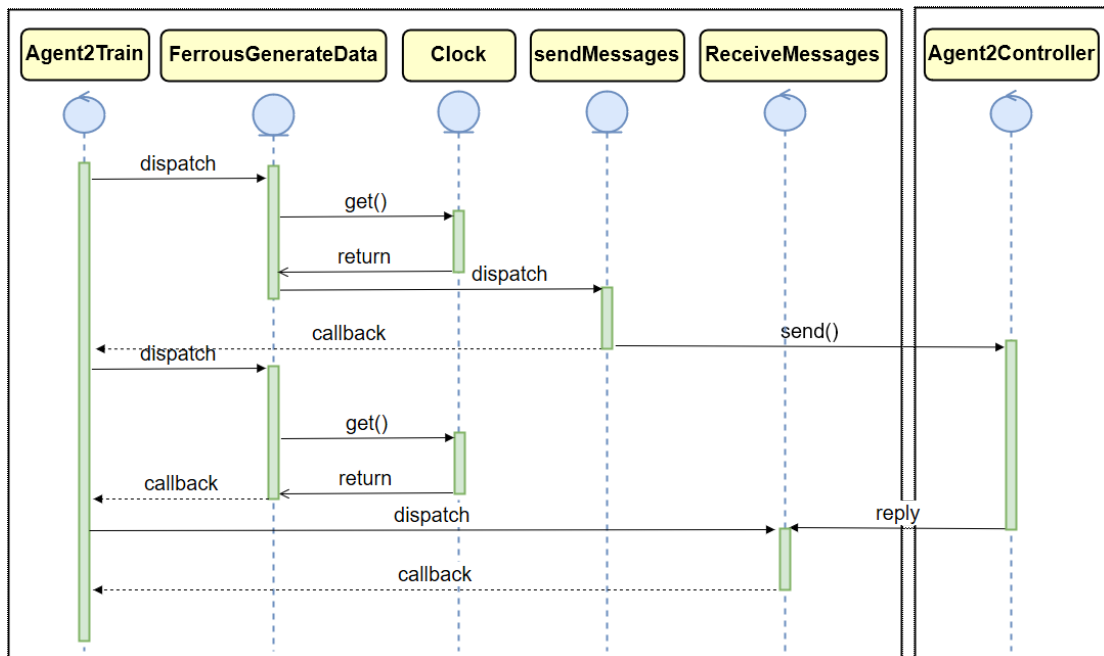 Agent2Train
FerrousGenerateData
Clock
sendMessages
ReceiveMessages
Agent2Controller
dispatch
get()
return
dispatch
callback
send()
dispatch
get()
return
callback
dispatch
reply
callback